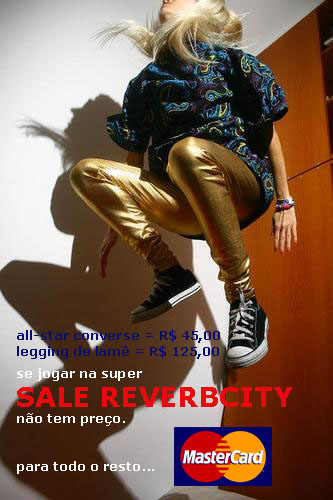 all-star converse = R$ 45,00
legging de lamê = R$ 125,00
se jogar na super
SALE REVERBCITY
não tem preço.
para todo o resto...
MasterCard